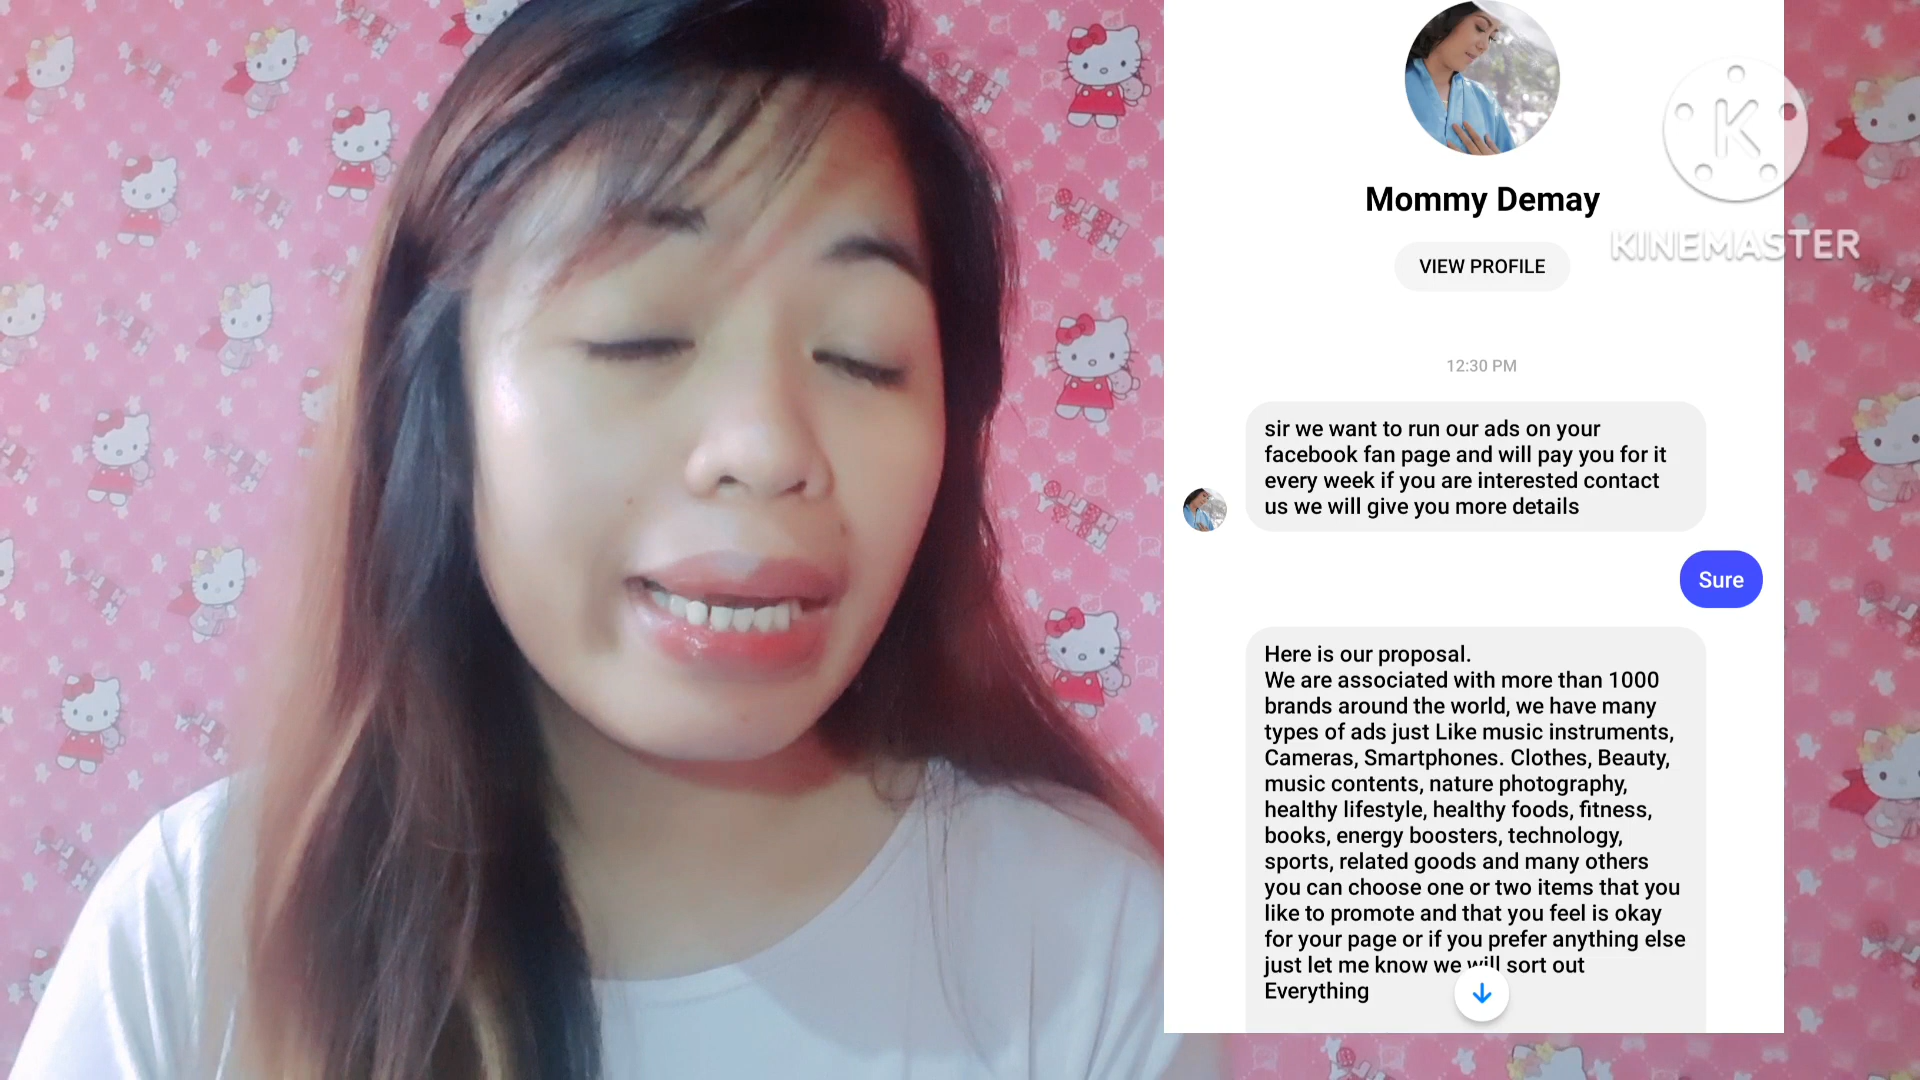 Mommy Demay
VIEW PROFILE
K
KINEMASTER
12:30 PM
sir we want to run our ads on your
facebook fan page and will pay you for it
every week if you are interested contact
us we will give you more details
Sure
Here is our proposal.
We are associated with more than 1000
brands around the world, we have many
types of ads just Like music instruments,
Cameras, Smartphones. Clothes, Beauty,
music contents, nature photography,
healthy lifestyle, healthy foods, fitness,
books, energy boosters, technology,
sports, related goods and many others
you can choose one or two items that you
like to promote and that you feel is okay
for your page or if you prefer anything else
just let me know we will sort out
Everything